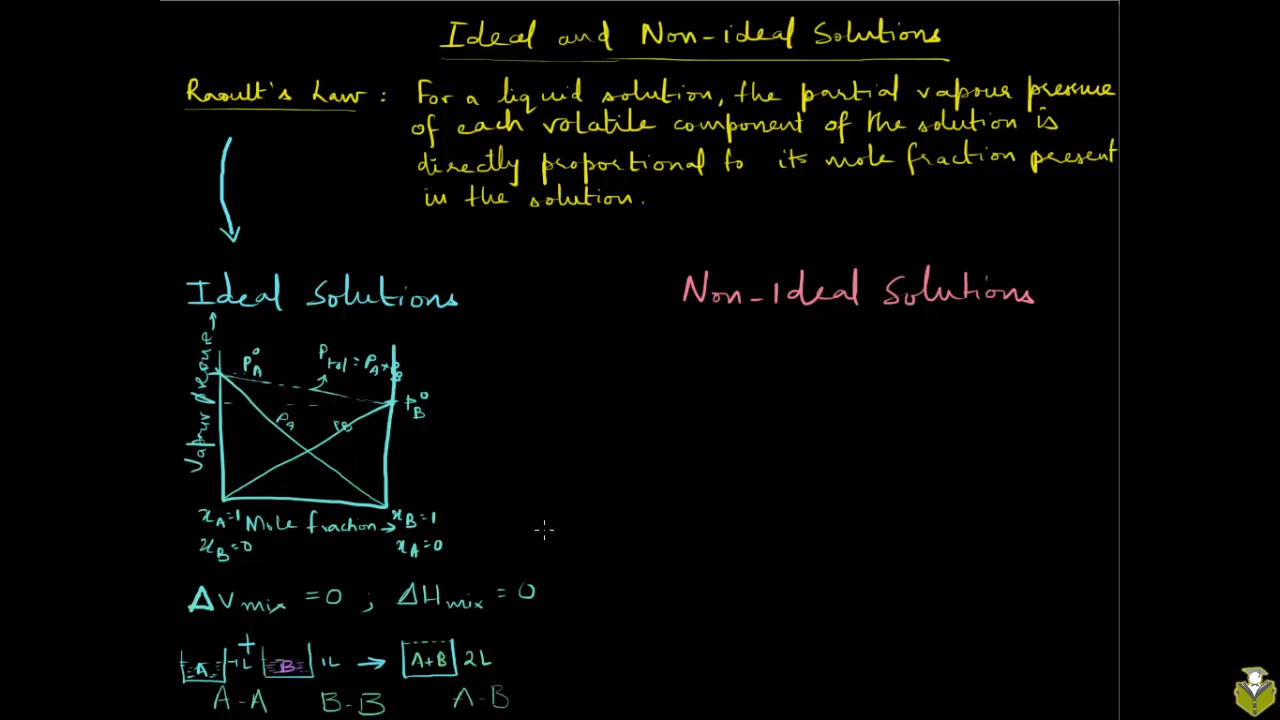 Ideal and Non-ideal Solutions
Raoult's Law : For a liquid solution, the partial vapour pressure
of each volatile component of the solution is
directly proportional to its mole fraction present
in the solution.
Ideal Solutions
Non-Ideal Solutions
Vapour pressure →
P°A
Ptotal = PA + PB
P°B
PA
PB
xA=1 Mole fraction → xB=1
xB=0 xA=0
ΔVmix = 0 ; ΔHmix = 0
A 1L + B 1L → A+B 2L
A-A B-B A-B